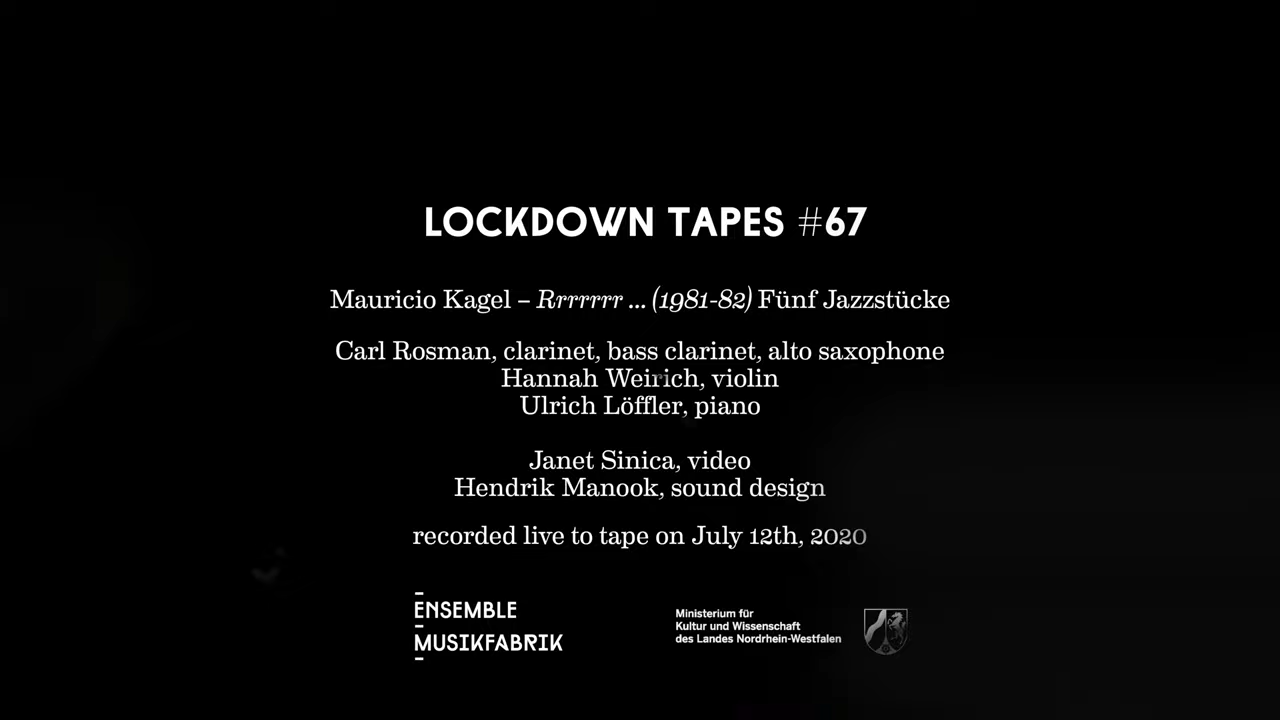 LOCKDOWN TAPES #67
Mauricio Kagel – Rrrrrrr ... (1981-82) Fünf Jazzstücke
Carl Rosman, clarinet, bass clarinet, alto saxophone
Hannah Weirich, violin
Ulrich Löffler, piano
Janet Sinica, video
Hendrik Manook, sound design
recorded live to tape on July 12th, 2020
ENSEMBLE
MUSIKFABRIK
Ministerium für
Kultur und Wissenschaft
des Landes Nordrhein-Westfalen